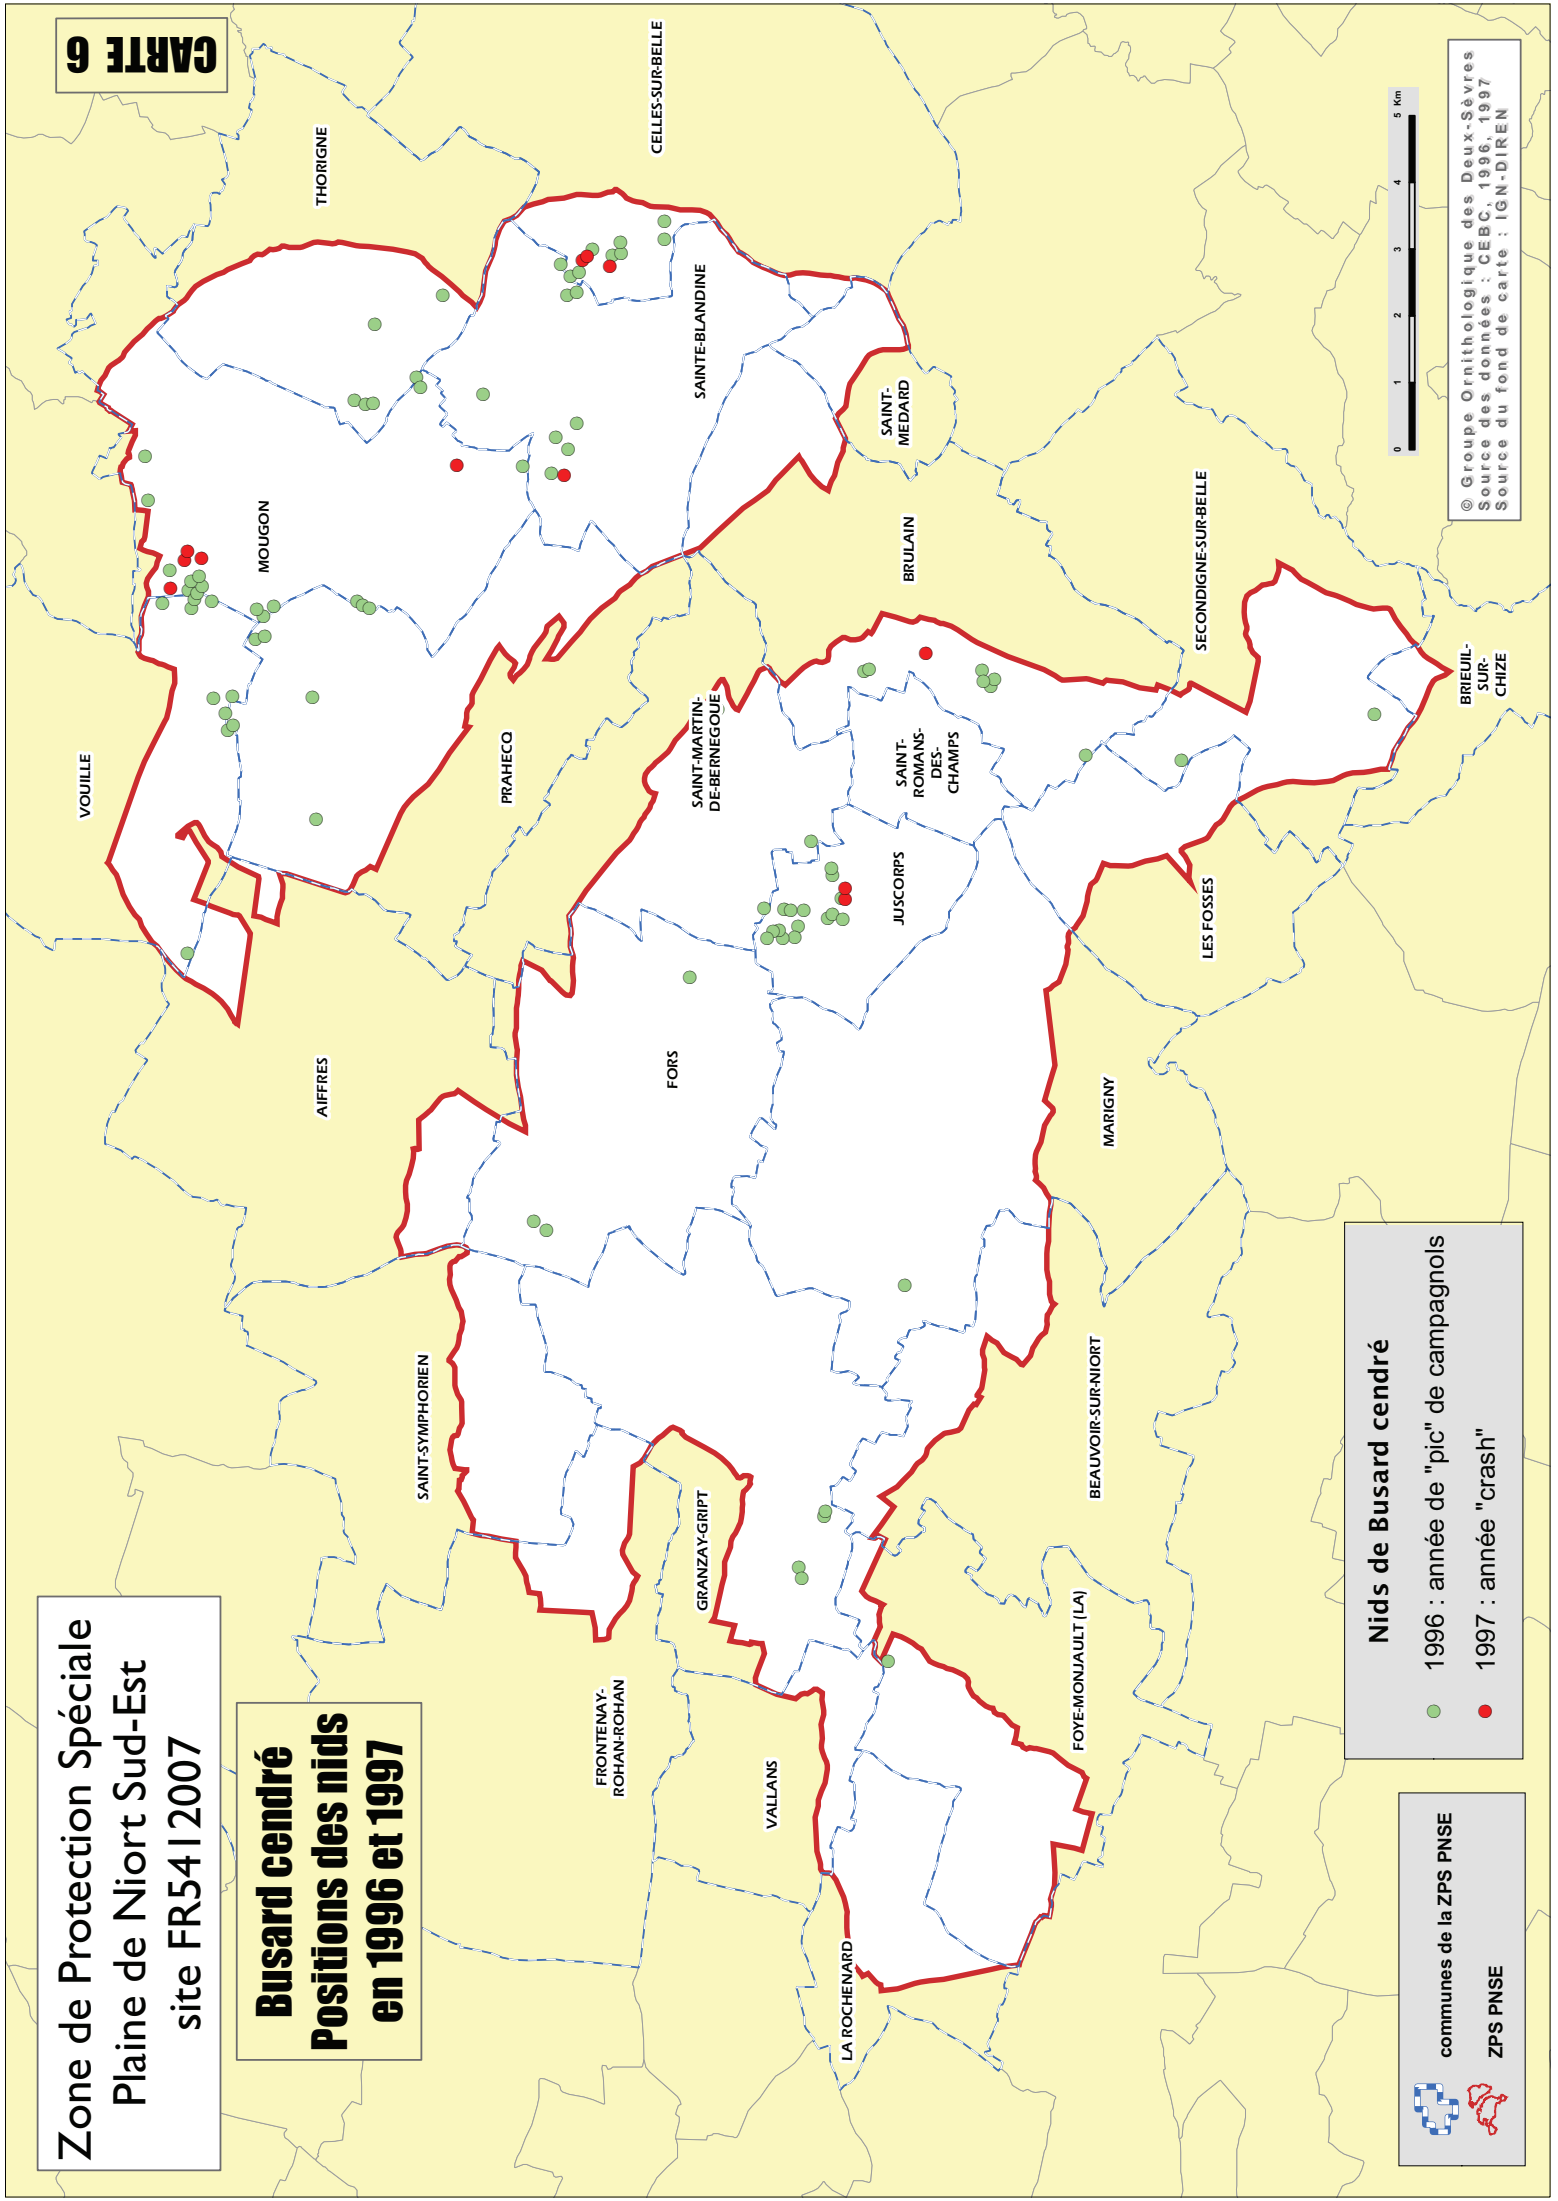 Zone de Protection Spéciale
Plaine de Niort Sud-Est
site FR5412007
Busard cendré
Positions des nids
en 1996 et 1997
CARTE 6
VOUILLE
THORIGNE
MOUGON
CELLES-SUR-BELLE
AIFFRES
PRAHECQ
SAINTE-BLANDINE
SAINT-SYMPHORIEN
FORS
SAINT-MARTIN-
DE-BERNEGOUE
BRULAIN
SAINT-
MEDARD
FRONTENAY-
ROHAN-ROHAN
GRANZAY-GRIPT
JUSCORPS
SAINT-
ROMANS-
DES-
CHAMPS
VALLANS
LA ROCHENARD
FOYE-MONJAULT (LA)
BEAUVOIR-SUR-NIORT
MARIGNY
LES FOSSES
SECONDIGNE-SUR-BELLE
BRIEUIL-
SUR-
CHIZE
0 1 2 3 4 5 Km
communes de la ZPS PNSE
ZPS PNSE
Nids de Busard cendré
1996 : année de "pic" de campagnols
1997 : année "crash"
© Groupe Ornithologique des Deux-Sèvres
Source des données : CEBC, 1996, 1997
Source du fond de carte : IGN-DIREN